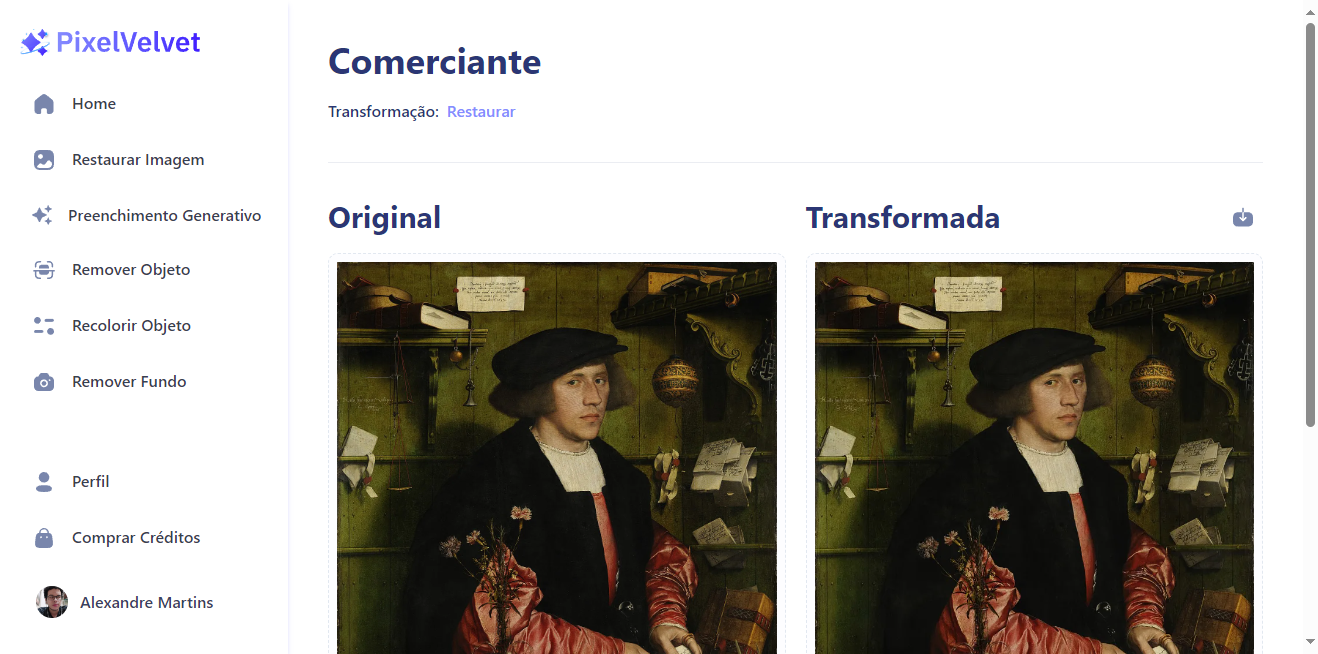 PixelVelvet
Home
Restaurar Imagem
Preenchimento Generativo
Remover Objeto
Recolorir Objeto
Remover Fundo
Perfil
Comprar Créditos
Alexandre Martins
Comerciante
Transformação: Restaurar
Original
Transformada